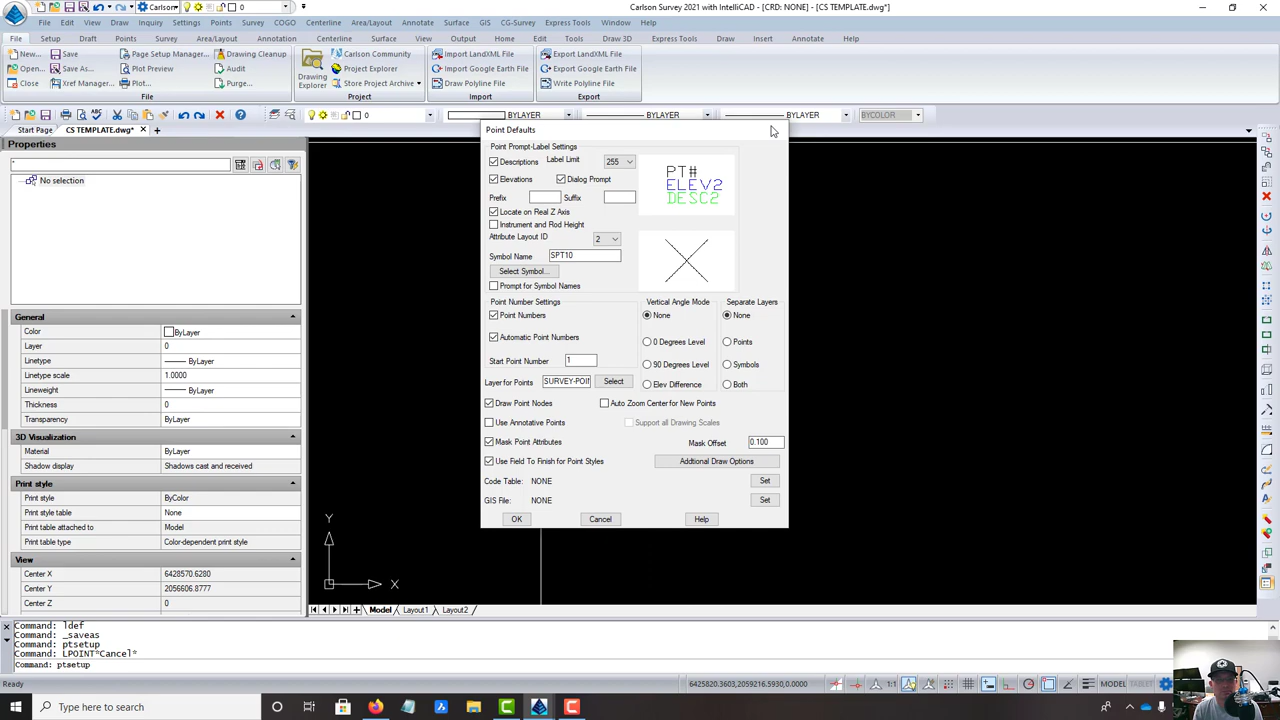 Carlson
0
Carlson Survey 2021 with IntelliCAD - [CRD: NONE] - [CS TEMPLATE.dwg*]
File Edit View Draw Inquiry Settings Points Survey COGO Centerline Area/Layout Annotate Surface GIS CG-Survey Express Tools Window Help
File Setup Draft Points Survey Area/Layout Annotation Centerline Surface View Output Home Edit Tools Draw 3D Express Tools Draw Insert Annotate Help
New... Save Page Setup Manager... Drawing Cleanup Carlson Community Import LandXML File Export LandXML File
Open... Save As... Plot Preview Audit Project Explorer Import Google Earth File Export Google Earth File
Close Xref Manager... Plot... Purge... Drawing Explorer Store Project Archive Draw Polyline File Write Polyline File
File Project Import Export
0 BYLAYER BYLAYER BYLAYER BYCOLOR
Start Page CS TEMPLATE.dwg*
Properties
No selection
General
Color ByLayer
Layer 0
Linetype ByLayer
Linetype scale 1.0000
Lineweight ByLayer
Thickness 0
Transparency ByLayer
3D Visualization
Material ByLayer
Shadow display Shadows cast and received
Print style
Print style ByColor
Print style table None
Print table attached to Model
Print table type Color-dependent print style
View
Center X 6428570.6280
Center Y 2056606.8777
Center Z 0
Point Defaults
Point Prompt-Label Settings
Descriptions Label Limit 255
Elevations Dialog Prompt
Prefix Suffix
Locate on Real Z Axis
Instrument and Rod Height
Attribute Layout ID 2
Symbol Name SPT10
Select Symbol...
Prompt for Symbol Names
PT#
ELEV2
DESC2
Point Number Settings
Point Numbers
Automatic Point Numbers
Start Point Number 1
Vertical Angle Mode
None
0 Degrees Level
90 Degrees Level
Elev Difference
Separate Layers
None
Points
Symbols
Both
Layer for Points SURVEY-POI Select
Draw Point Nodes Auto Zoom Center for New Points
Use Annotative Points Support all Drawing Scales
Mask Point Attributes Mask Offset 0.100
Use Field To Finish for Point Styles Addtional Draw Options
Code Table: NONE Set
GIS File: NONE Set
OK Cancel Help
Y
X
Model Layout1 Layout2
Command: ldef
Command: _saveas
Command: ptsetup
Command: LPOINT*Cancel*
Command: ptsetup
Ready 6425820.3603,2059216.5930,0.0000 1:1 MODEL TABLET
Type here to search